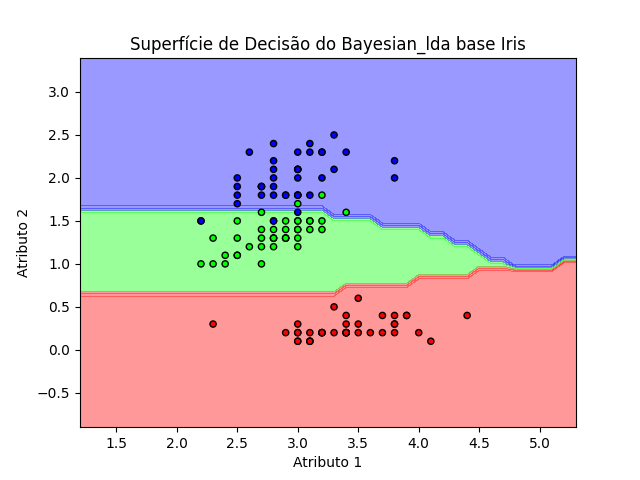 Superfície de Decisão do Bayesian_lda base Iris
3.0
2.5
2.0
1.5
1.0
0.5
0.0
−0.5
Atributo 2
1.5 2.0 2.5 3.0 3.5 4.0 4.5 5.0
Atributo 1